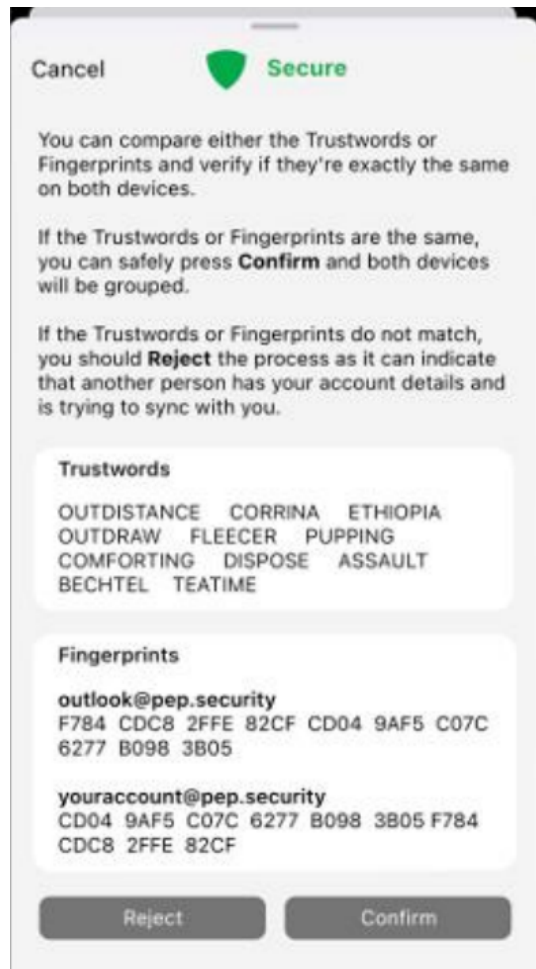 Cancel Secure
You can compare either the Trustwords or
Fingerprints and verify if they're exactly the same
on both devices.
If the Trustwords or Fingerprints are the same,
you can safely press Confirm and both devices
will be grouped.
If the Trustwords or Fingerprints do not match,
you should Reject the process as it can indicate
that another person has your account details and
is trying to sync with you.
Trustwords
OUTDISTANCE CORRINA ETHIOPIA
OUTDRAW FLEECER PUPPING
COMFORTING DISPOSE ASSAULT
BECHTEL TEATIME
Fingerprints
outlook@pep.security
F784 CDC8 2FFE 82CF CD04 9AF5 C07C
6277 B098 3B05
youraccount@pep.security
CD04 9AF5 C07C 6277 B098 3B05 F784
CDC8 2FFE 82CF
Reject Confirm